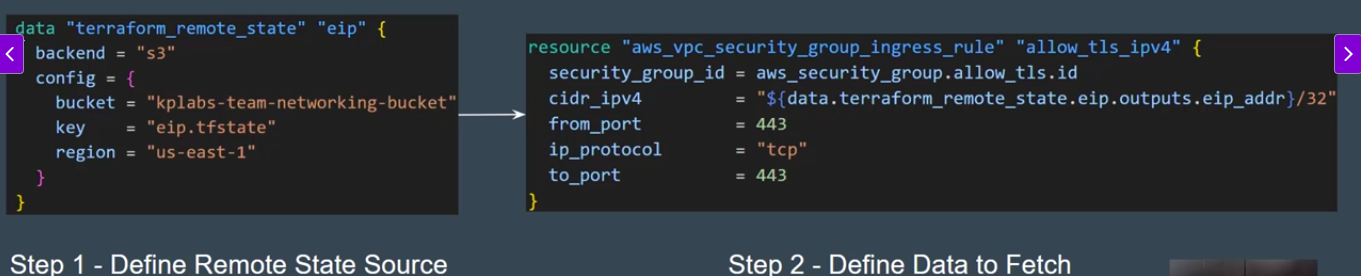 data "terraform_remote_state" "eip" {
  backend = "s3"
  config = {
    bucket = "kplabs-team-networking-bucket"
    key    = "eip.tfstate"
    region = "us-east-1"
  }
}
resource "aws_vpc_security_group_ingress_rule" "allow_tls_ipv4" {
  security_group_id = aws_security_group.allow_tls.id
  cidr_ipv4         = "${data.terraform_remote_state.eip.outputs.eip_addr}/32"
  from_port         = 443
  ip_protocol       = "tcp"
  to_port           = 443
}
Step 1 - Define Remote State Source
Step 2 - Define Data to Fetch